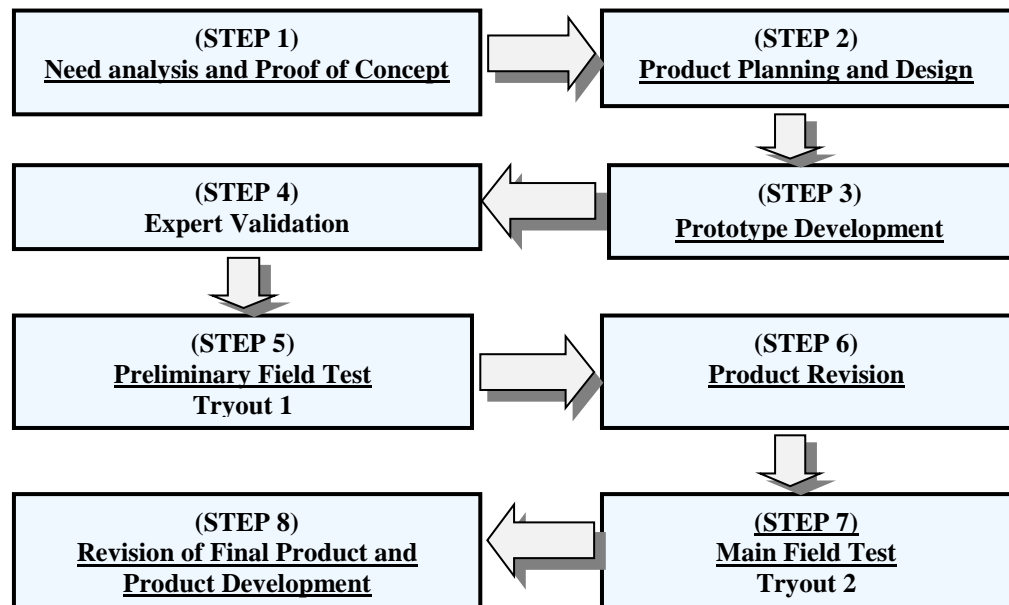 (STEP 1)
Need analysis and Proof of Concept
(STEP 2)
Product Planning and Design
(STEP 3)
Prototype Development
(STEP 4)
Expert Validation
(STEP 5)
Preliminary Field Test
Tryout 1
(STEP 6)
Product Revision
(STEP 7)
Main Field Test
Tryout 2
(STEP 8)
Revision of Final Product and
Product Development